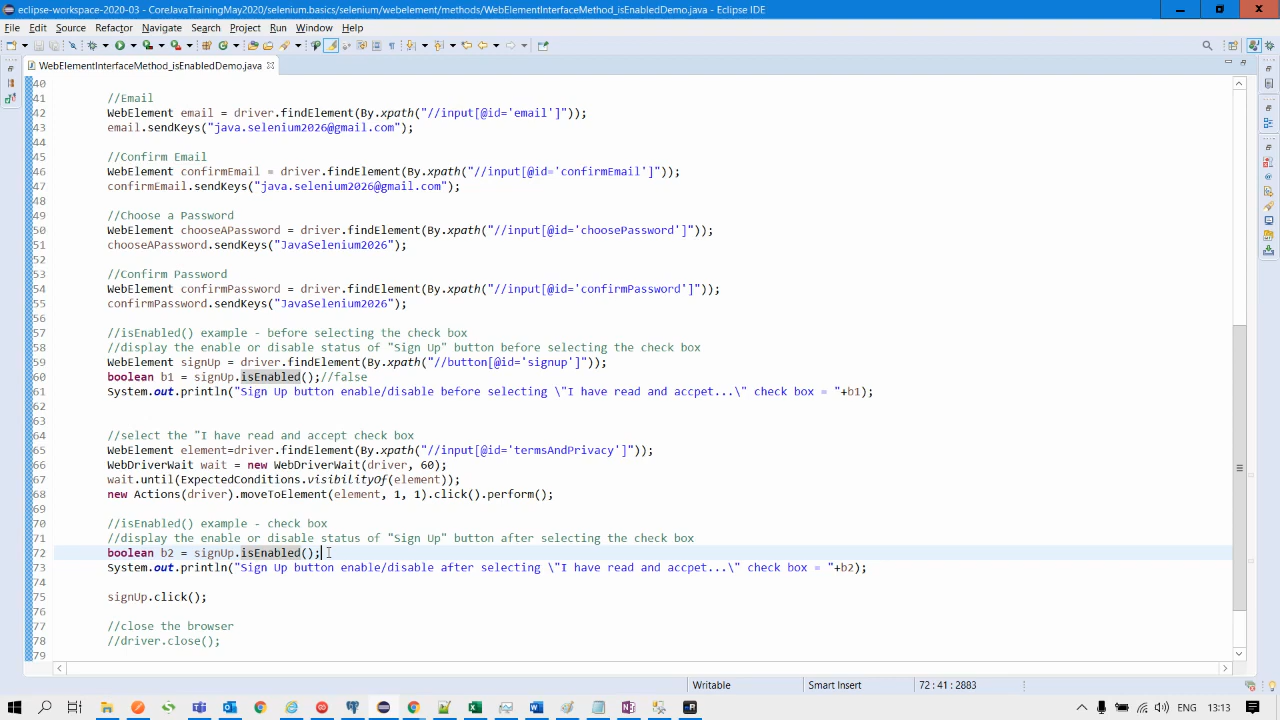 eclipse-workspace-2020-03 - CoreJavaTrainingMay2020/selenium.basics/selenium/webelement/methods/WebElementInterfaceMethod_isEnabledDemo.java - Eclipse IDE
File Edit Source Refactor Navigate Search Project Run Window Help
WebElementInterfaceMethod_isEnabledDemo.java
40
41 //Email
42 WebElement email = driver.findElement(By.xpath("//input[@id='email']"));
43 email.sendKeys("java.selenium2026@gmail.com");
44
45 //Confirm Email
46 WebElement confirmEmail = driver.findElement(By.xpath("//input[@id='confirmEmail']"));
47 confirmEmail.sendKeys("java.selenium2026@gmail.com");
48
49 //Choose a Password
50 WebElement chooseAPassword = driver.findElement(By.xpath("//input[@id='choosePassword']"));
51 chooseAPassword.sendKeys("JavaSelenium2026");
52
53 //Confirm Password
54 WebElement confirmPassword = driver.findElement(By.xpath("//input[@id='confirmPassword']"));
55 confirmPassword.sendKeys("JavaSelenium2026");
56
57 //isEnabled() example - before selecting the check box
58 //display the enable or disable status of "Sign Up" button before selecting the check box
59 WebElement signUp = driver.findElement(By.xpath("//button[@id='signup']"));
60 boolean b1 = signUp.isEnabled();//false
61 System.out.println("Sign Up button enable/disable before selecting \"I have read and accpet...\" check box = "+b1);
62
63
64 //select the "I have read and accept check box
65 WebElement element=driver.findElement(By.xpath("//input[@id='termsAndPrivacy']"));
66 WebDriverWait wait = new WebDriverWait(driver, 60);
67 wait.until(ExpectedConditions.visibilityOf(element));
68 new Actions(driver).moveToElement(element, 1, 1).click().perform();
69
70 //isEnabled() example - check box
71 //display the enable or disable status of "Sign Up" button after selecting the check box
72 boolean b2 = signUp.isEnabled();
73 System.out.println("Sign Up button enable/disable after selecting \"I have read and accpet...\" check box = "+b2);
74
75 signUp.click();
76
77 //close the browser
78 //driver.close();
79
Writable Smart Insert 72 : 41 : 2883
ENG 13:13